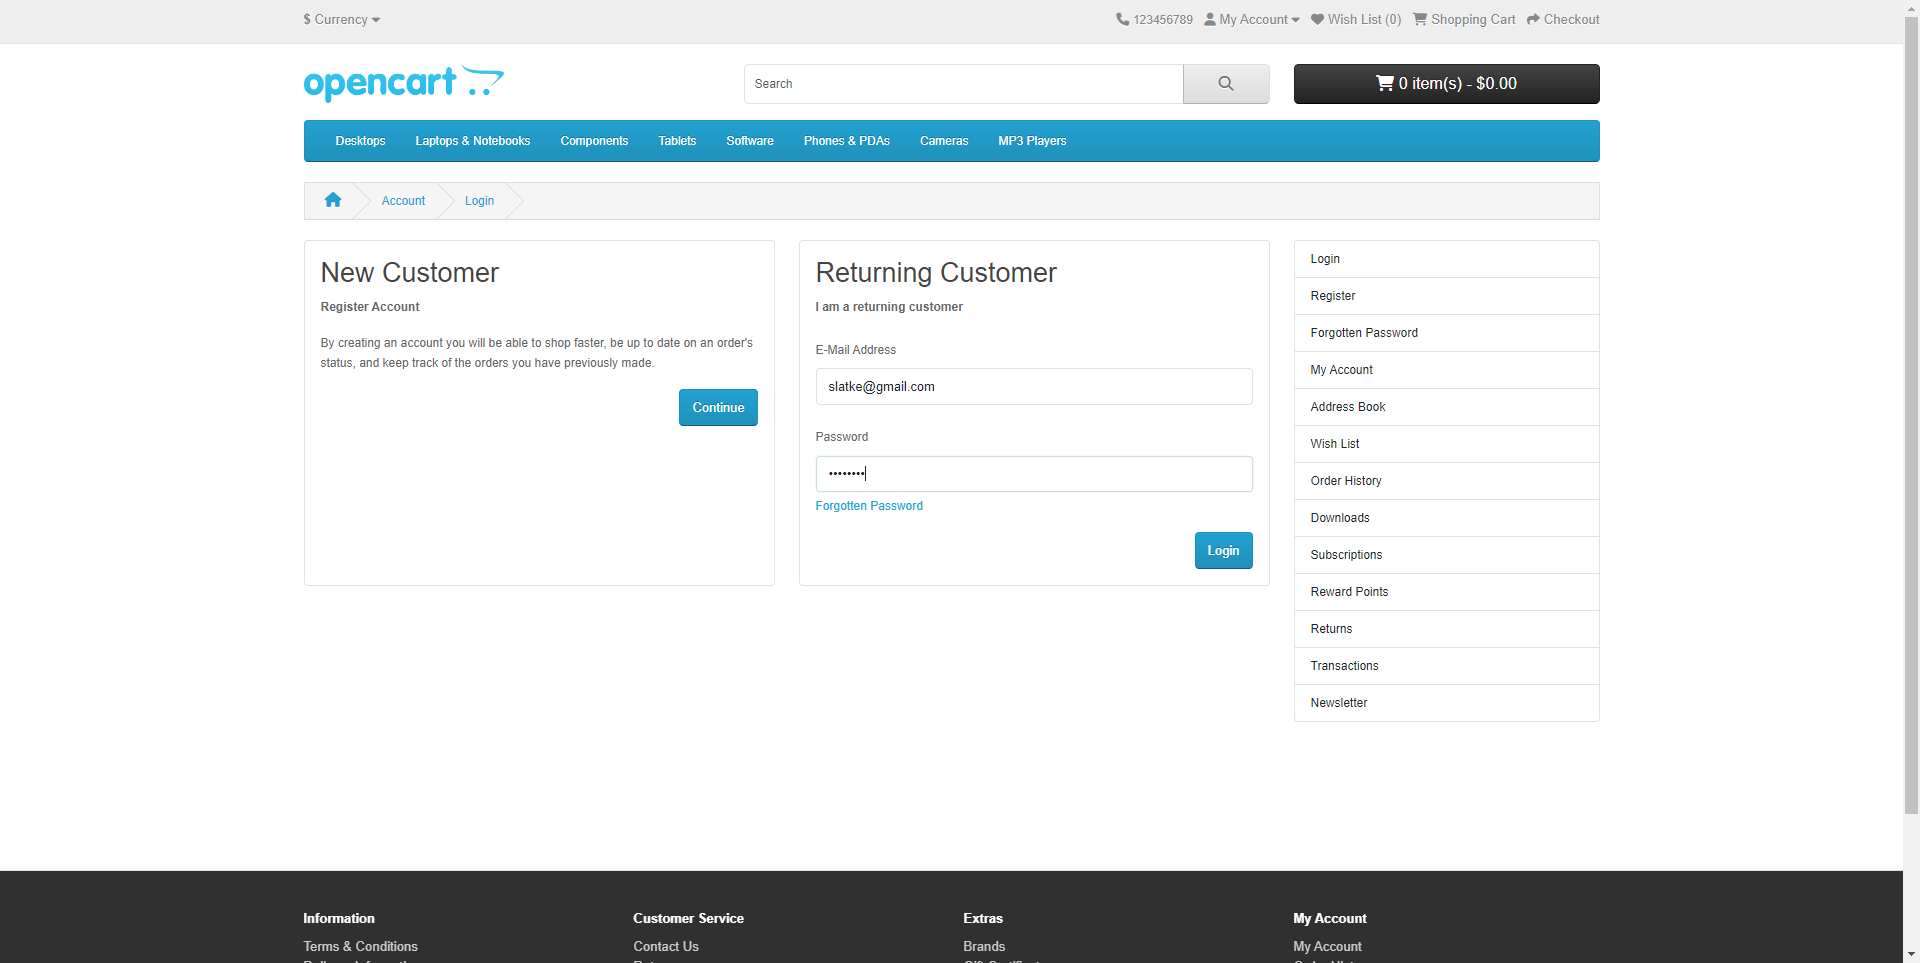 $ Currency
123456789 My Account Wish List (0) Shopping Cart Checkout
opencart
Search
0 item(s) - $0.00
Desktops Laptops & Notebooks Components Tablets Software Phones & PDAs Cameras MP3 Players
Account Login
New Customer
Register Account
By creating an account you will be able to shop faster, be up to date on an order's
status, and keep track of the orders you have previously made.
Continue
Returning Customer
I am a returning customer
E-Mail Address
slatke@gmail.com
Password
••••••••
Forgotten Password
Login
Login
Register
Forgotten Password
My Account
Address Book
Wish List
Order History
Downloads
Subscriptions
Reward Points
Returns
Transactions
Newsletter
Information
Terms & Conditions
Customer Service
Contact Us
Extras
Brands
My Account
My Account